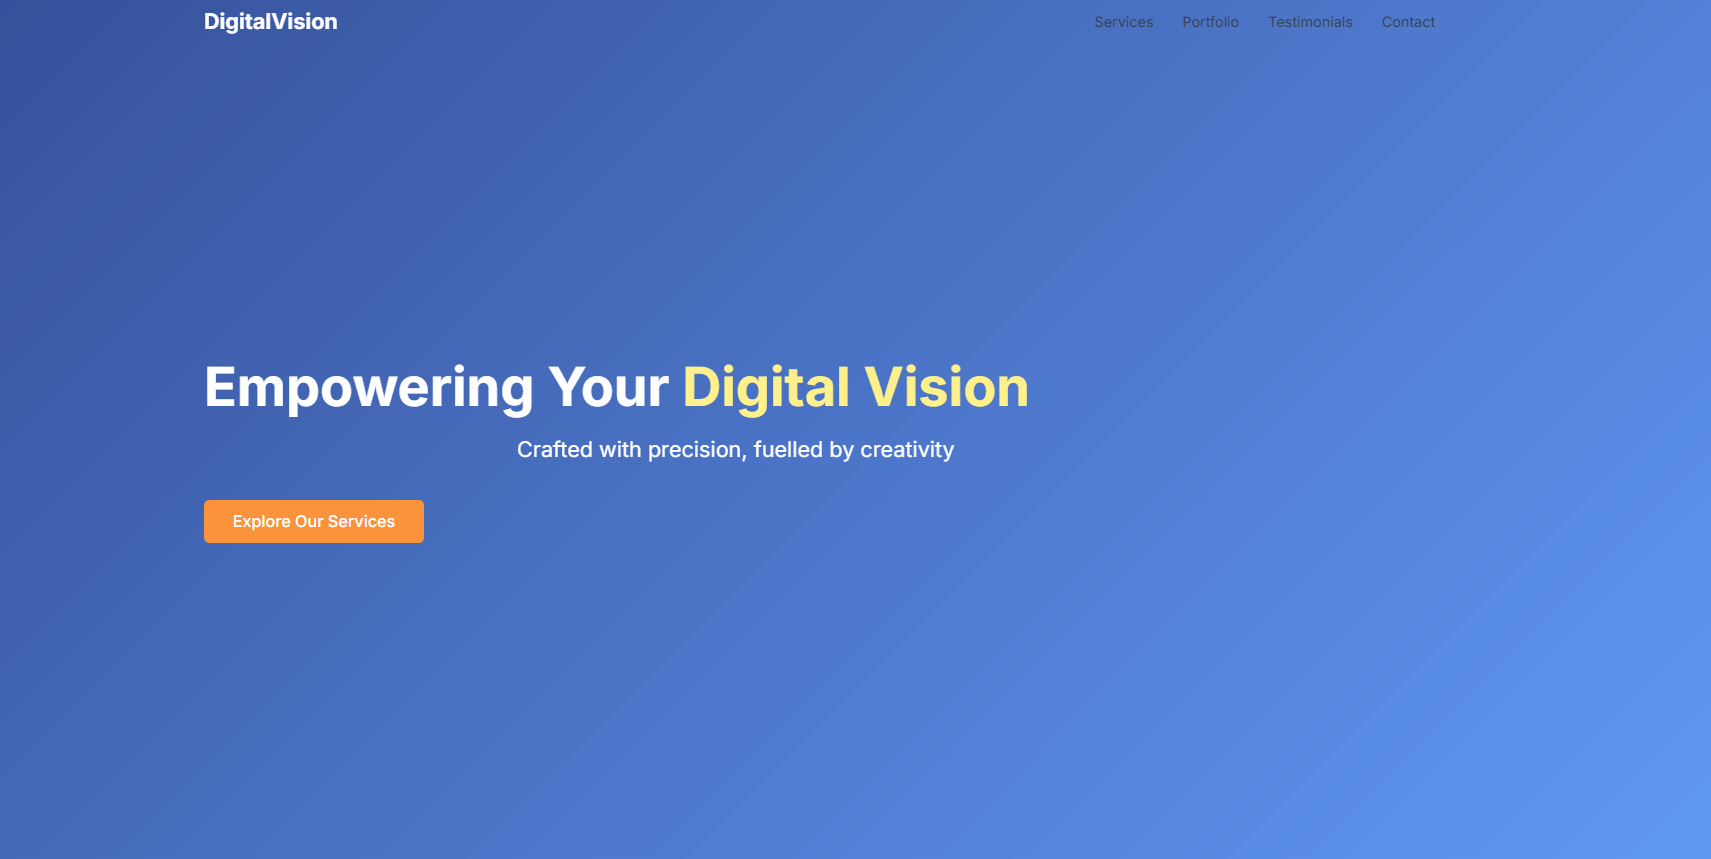 DigitalVision
Services Portfolio Testimonials Contact
Empowering Your Digital Vision
Crafted with precision, fuelled by creativity
Explore Our Services